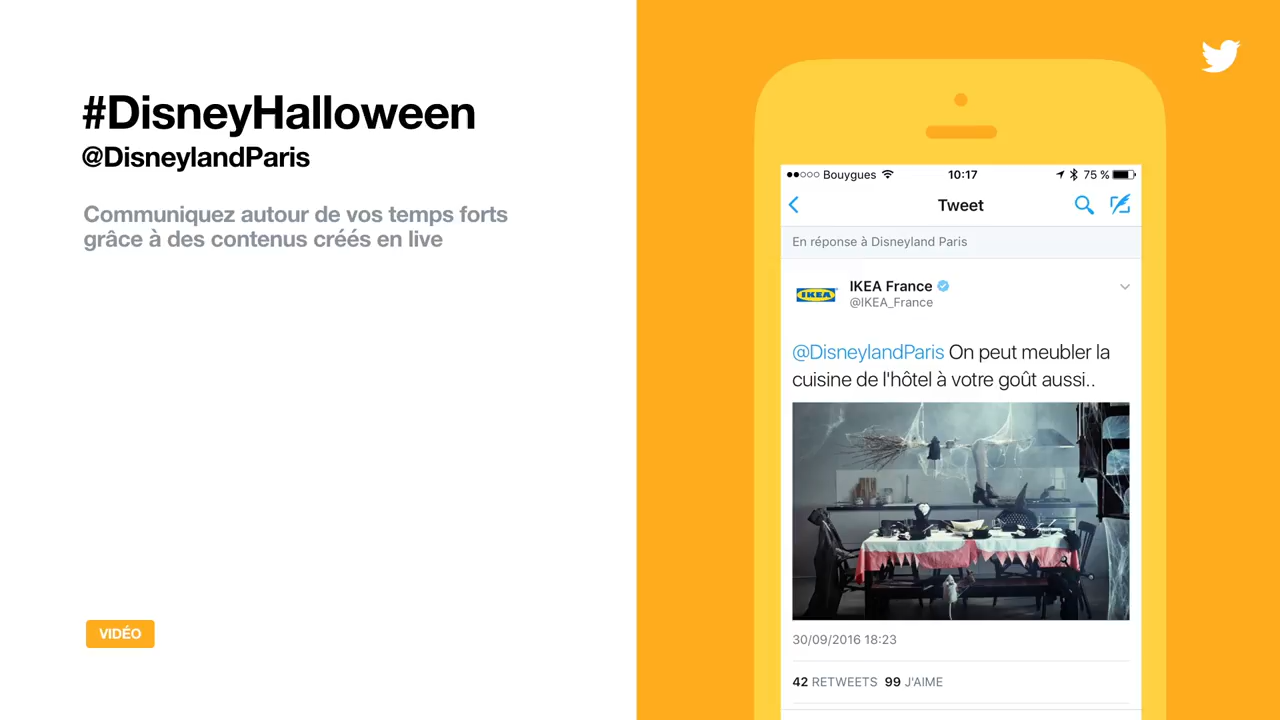 #DisneyHalloween
@DisneylandParis
Communiquez autour de vos temps forts
grâce à des contenus créés en live
VIDÉO
Bouygues 10:17 75 %
Tweet
En réponse à Disneyland Paris
IKEA
IKEA France
@IKEA_France
@DisneylandParis On peut meubler la
cuisine de l'hôtel à votre goût aussi..
30/09/2016 18:23
42 RETWEETS 99 J'AIME